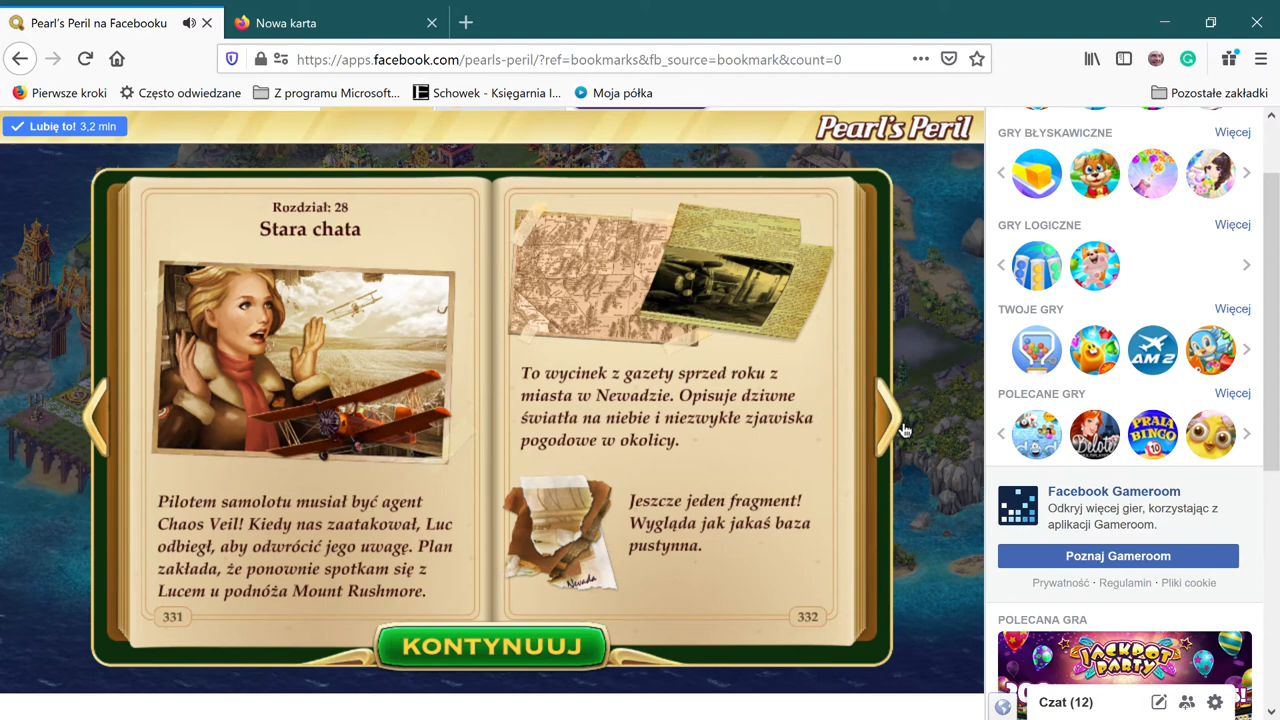 Pearl's Peril na Facebooku
Nowa karta
https://apps.facebook.com/pearls-peril/?ref=bookmarks&fb_source=bookmark&count=0
Pierwsze kroki
Często odwiedzane
Z programu Microsoft...
Schowek - Księgarnia I...
Moja półka
Pozostałe zakładki
Lubię to! 3,2 mln
Pearl's Peril
Rozdział: 28
Stara chata
Pilotem samolotu musiał być agent
Chaos Veil! Kiedy nas zaatakował, Luc
odbiegł, aby odwrócić jego uwagę. Plan
zakłada, że ponownie spotkam się z
Lucem u podnóża Mount Rushmore.
331
To wycinek z gazety sprzed roku z
miasta w Newadzie. Opisuje dziwne
światła na niebie i niezwykłe zjawiska
pogodowe w okolicy.
Jeszcze jeden fragment!
Wygląda jak jakaś baza
pustynna.
Nevada
332
KONTYNUUJ
GRY BŁYSKAWICZNE
Więcej
GRY LOGICZNE
Więcej
TWOJE GRY
Więcej
AM2
POLECANE GRY
Więcej
Belote
PRAIA
BINGO
10
Facebook Gameroom
Odkryj więcej gier, korzystając z
aplikacji Gameroom.
Poznaj Gameroom
Prywatność · Regulamin · Pliki cookie
POLECANA GRA
JACKPOT
PARTY
Czat (12)